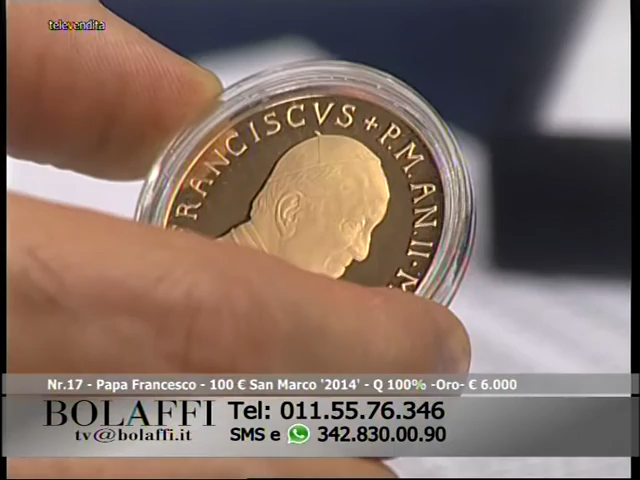 televendita
FRANCISCVS + P.M. AN. II · M
Nr.17 - Papa Francesco - 100 € San Marco '2014' - Q 100% -Oro- € 6.000
BOLAFFI
tv@bolaffi.it
Tel: 011.55.76.346
SMS e 342.830.00.90